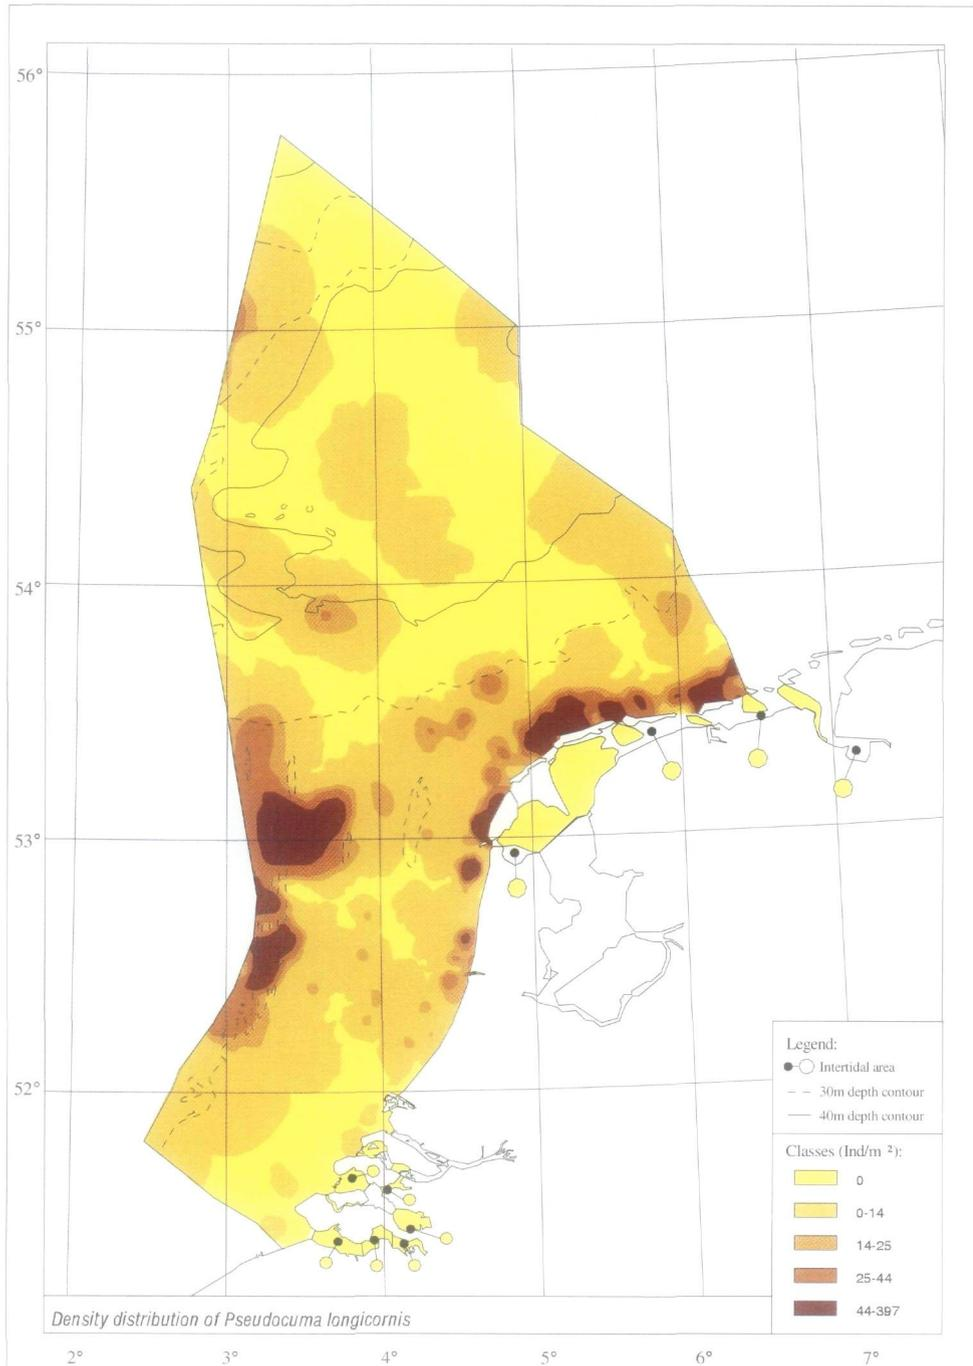 56°
55°
54°
53°
52°
Legend:
Intertidal area
30m depth contour
40m depth contour
Classes (Ind/m ²):
0
0-14
14-25
25-44
44-397
Density distribution of Pseudocuma longicornis
2° 3° 4° 5° 6° 7°